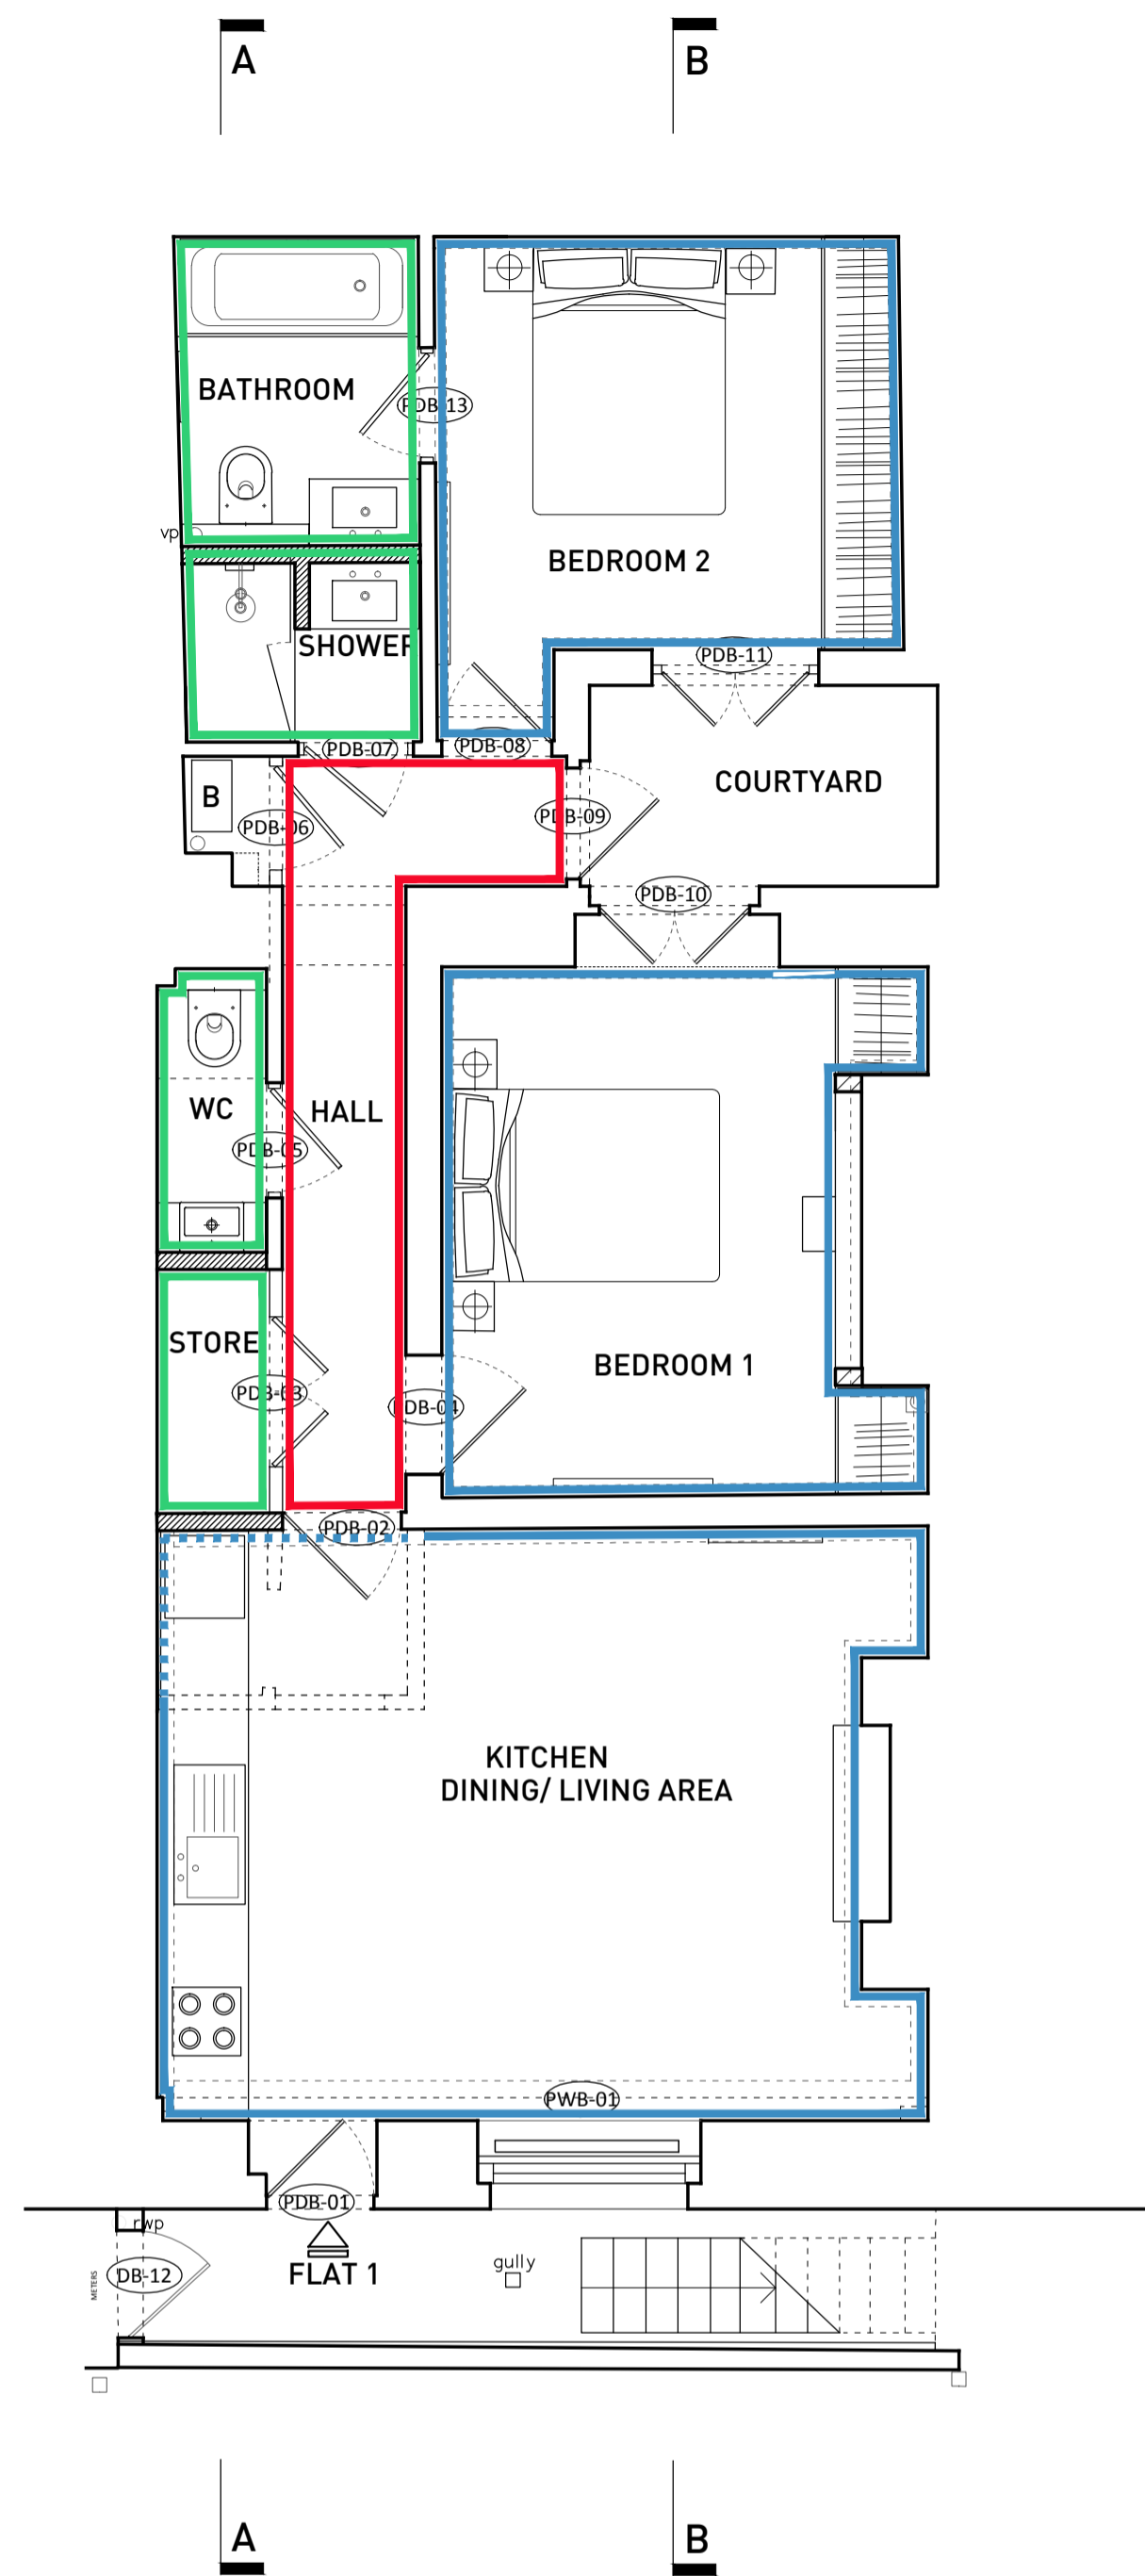 A
B
BATHROOM
PDB-13
vp
BEDROOM 2
SHOWER
PDB-11
PDB-07
PDB-08
COURTYARD
B
PDB-06
PDB-09
PDB-10
WC
HALL
PDB-05
STORE
BEDROOM 1
PDB-03
PDB-04
PDB-02
KITCHEN
DINING/ LIVING AREA
PWB-01
PDB-01
rwp
FLAT 1
gully
DB-12
METERS
A
B